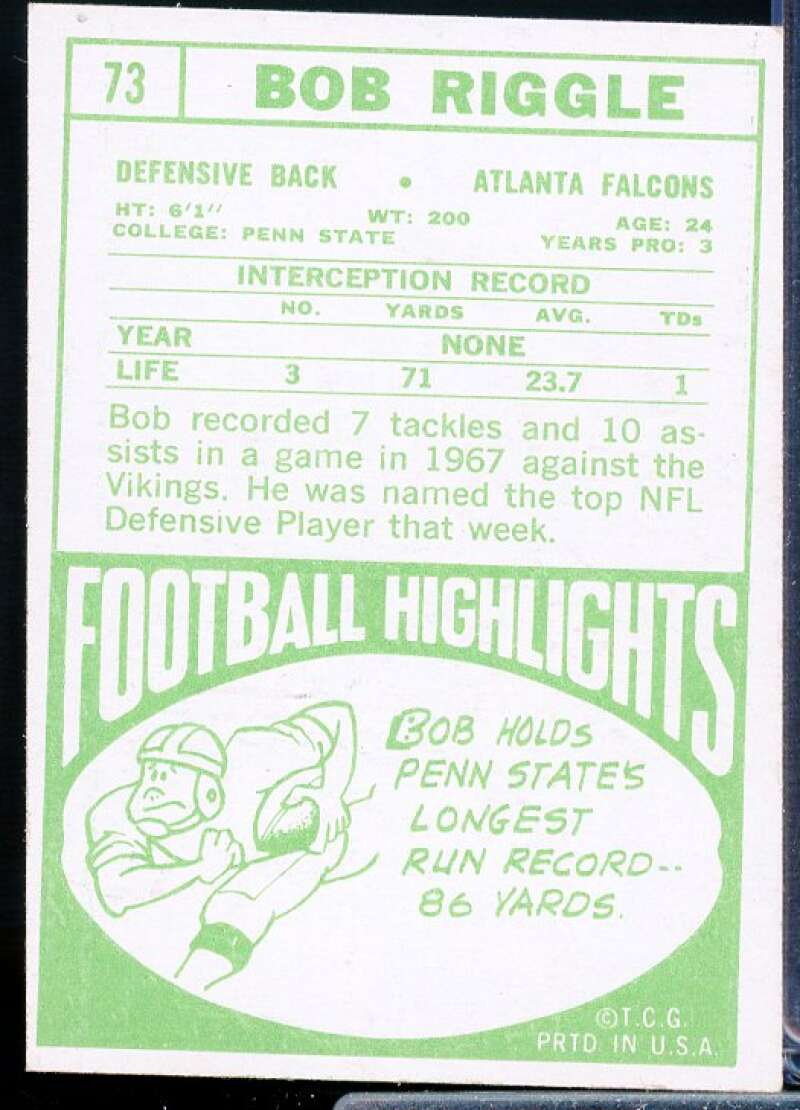 73 BOB RIGGLE
DEFENSIVE BACK • ATLANTA FALCONS
HT: 6'1" WT: 200 AGE: 24
COLLEGE: PENN STATE YEARS PRO: 3
INTERCEPTION RECORD
NO. YARDS AVG. TDs
YEAR NONE
LIFE 3 71 23.7 1
Bob recorded 7 tackles and 10 as-
sists in a game in 1967 against the
Vikings. He was named the top NFL
Defensive Player that week.
FOOTBALL HIGHLIGHTS
BOB HOLDS
PENN STATE'S
LONGEST
RUN RECORD--
86 YARDS.
©T.C.G.
PRTD IN U.S.A.